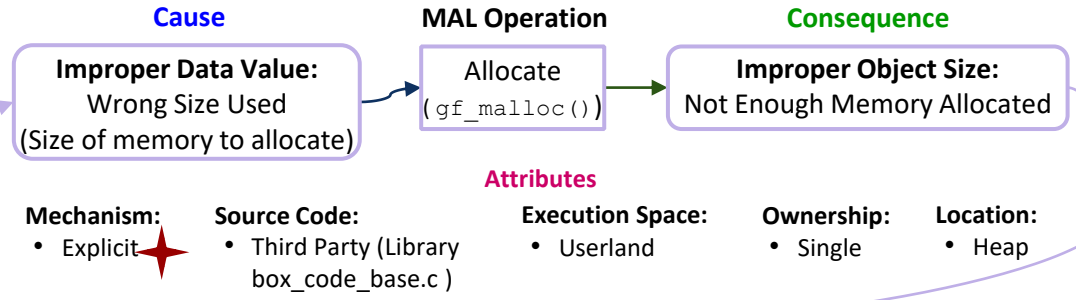 Cause
MAL Operation
Consequence
Improper Data Value:
Wrong Size Used
(Size of memory to allocate)
Allocate
(gf_malloc())
Improper Object Size:
Not Enough Memory Allocated
Attributes
Mechanism:
• Explicit
Source Code:
• Third Party (Library
box_code_base.c )
Execution Space:
• Userland
Ownership:
• Single
Location:
• Heap